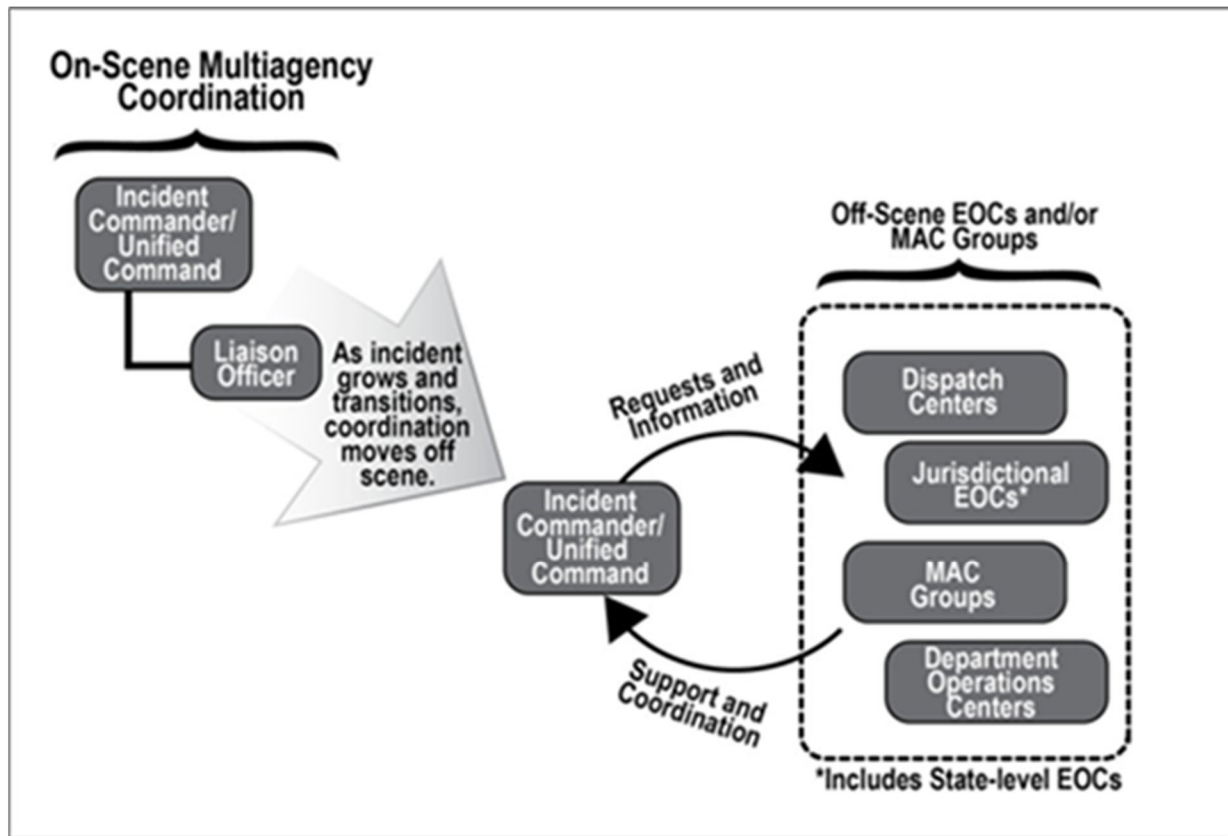 On-Scene Multiagency
Coordination
Incident
Commander/
Unified
Command
Liaison
Officer
As incident
grows and
transitions,
coordination
moves off
scene.
Incident
Commander/
Unified
Command
Requests and
Information
Support and
Coordination
Off-Scene EOCs and/or
MAC Groups
Dispatch
Centers
Jurisdictional
EOCs*
MAC
Groups
Department
Operations
Centers
*Includes State-level EOCs